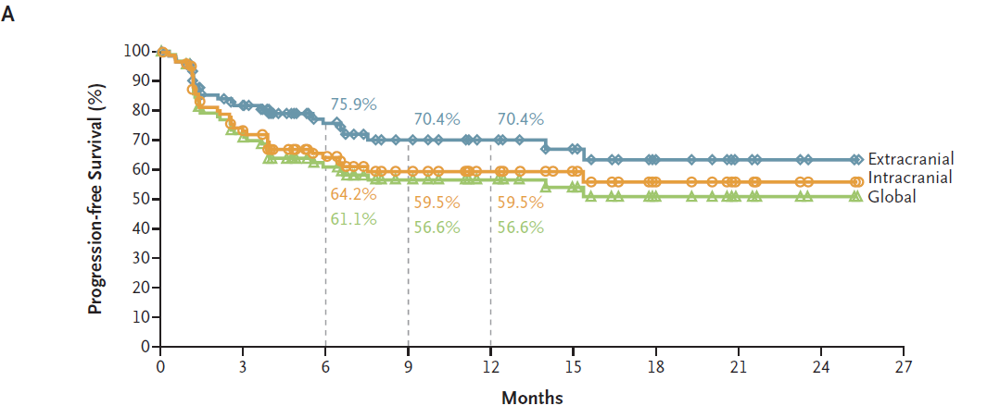 A
Progression-free Survival (%)
100
90
80
70
60
50
40
30
20
10
0
75.9%
70.4%
70.4%
64.2%
59.5%
59.5%
61.1%
56.6%
56.6%
Extracranial
Intracranial
Global
0 3 6 9 12 15 18 21 24 27
Months